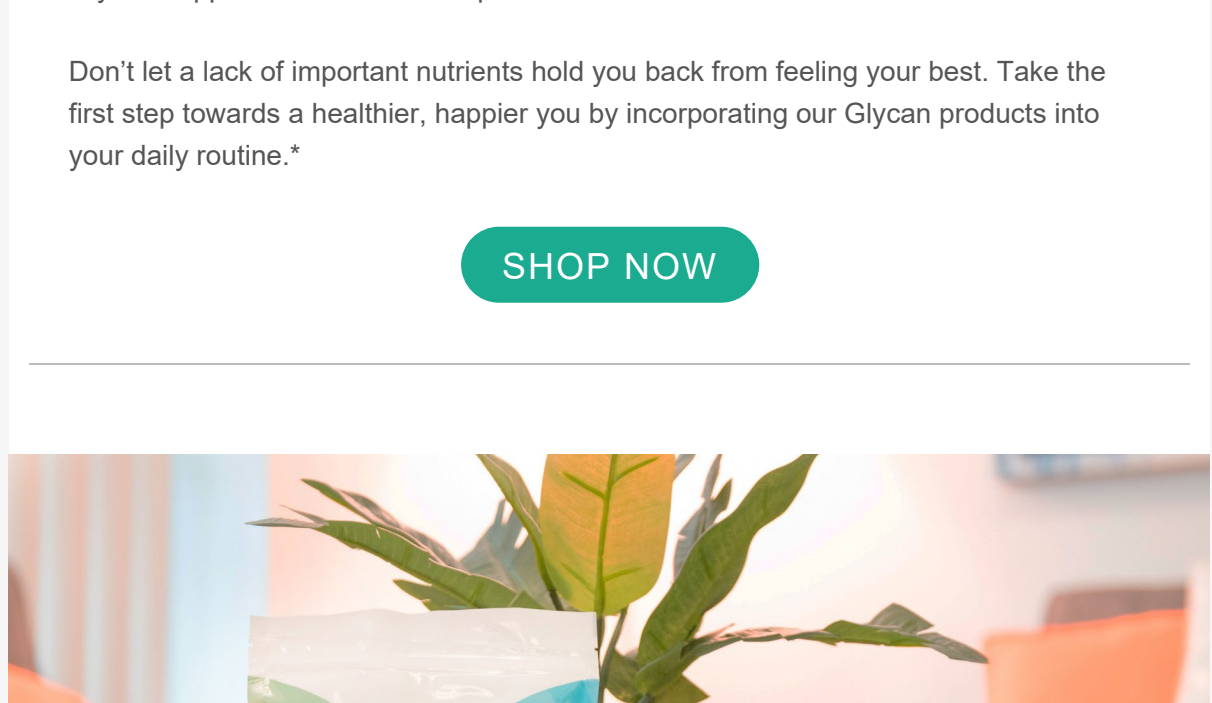 Don’t let a lack of important nutrients hold you back from feeling your best. Take the
first step towards a healthier, happier you by incorporating our Glycan products into
your daily routine.*
SHOP NOW